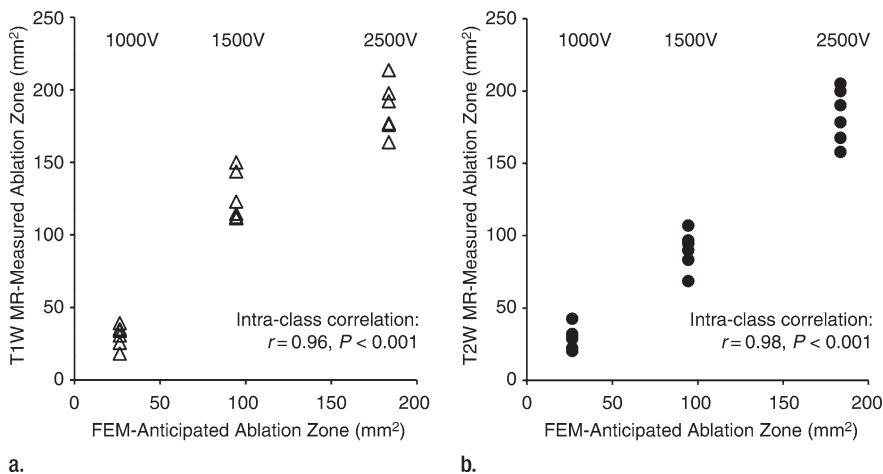 250
200
150
100
50
0
T1W MR-Measured Ablation Zone (mm²)
1000V 1500V 2500V
Intra-class correlation:
r = 0.96, P < 0.001
0 50 100 150 200
FEM-Anticipated Ablation Zone (mm²)
a.
250
200
150
100
50
0
T2W MR-Measured Ablation Zone (mm²)
1000V 1500V 2500V
Intra-class correlation:
r = 0.98, P < 0.001
0 50 100 150 200
FEM-Anticipated Ablation Zone (mm²)
b.